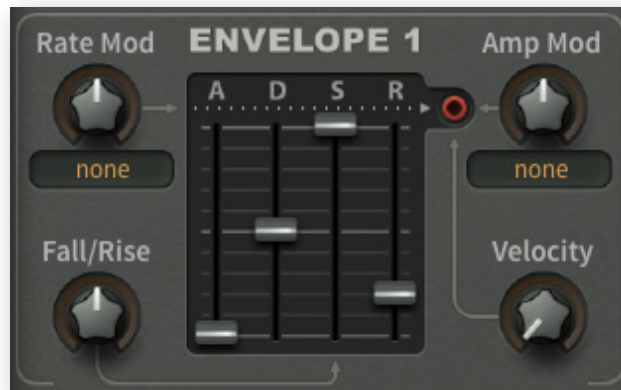 Rate Mod
ENVELOPE 1
Amp Mod
A D S R
none
none
Fall/Rise
Velocity